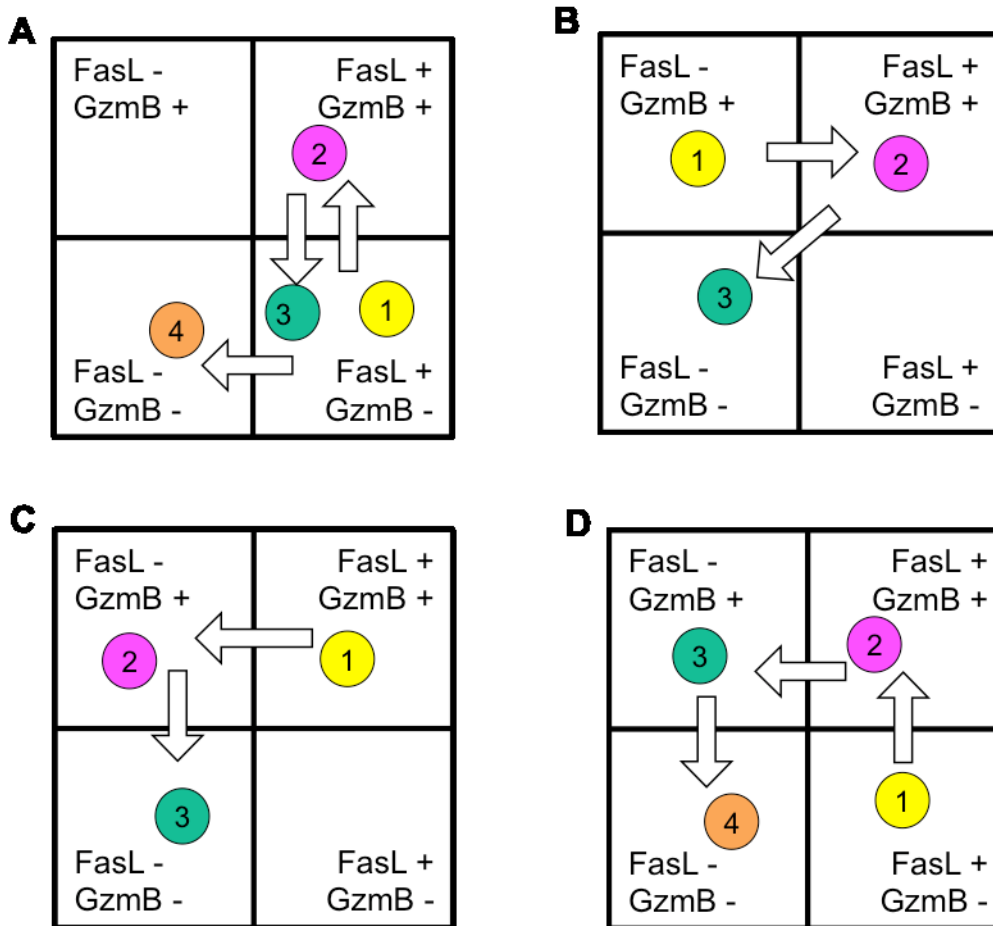 A
FasL -
GzmB +
FasL +
GzmB +
2
3
1
4
FasL -
GzmB -
FasL +
GzmB -
B
FasL -
GzmB +
FasL +
GzmB +
1
2
3
FasL -
GzmB -
FasL +
GzmB -
C
FasL -
GzmB +
FasL +
GzmB +
2
1
3
FasL -
GzmB -
FasL +
GzmB -
D
FasL -
GzmB +
FasL +
GzmB +
3
2
4
1
FasL -
GzmB -
FasL +
GzmB -